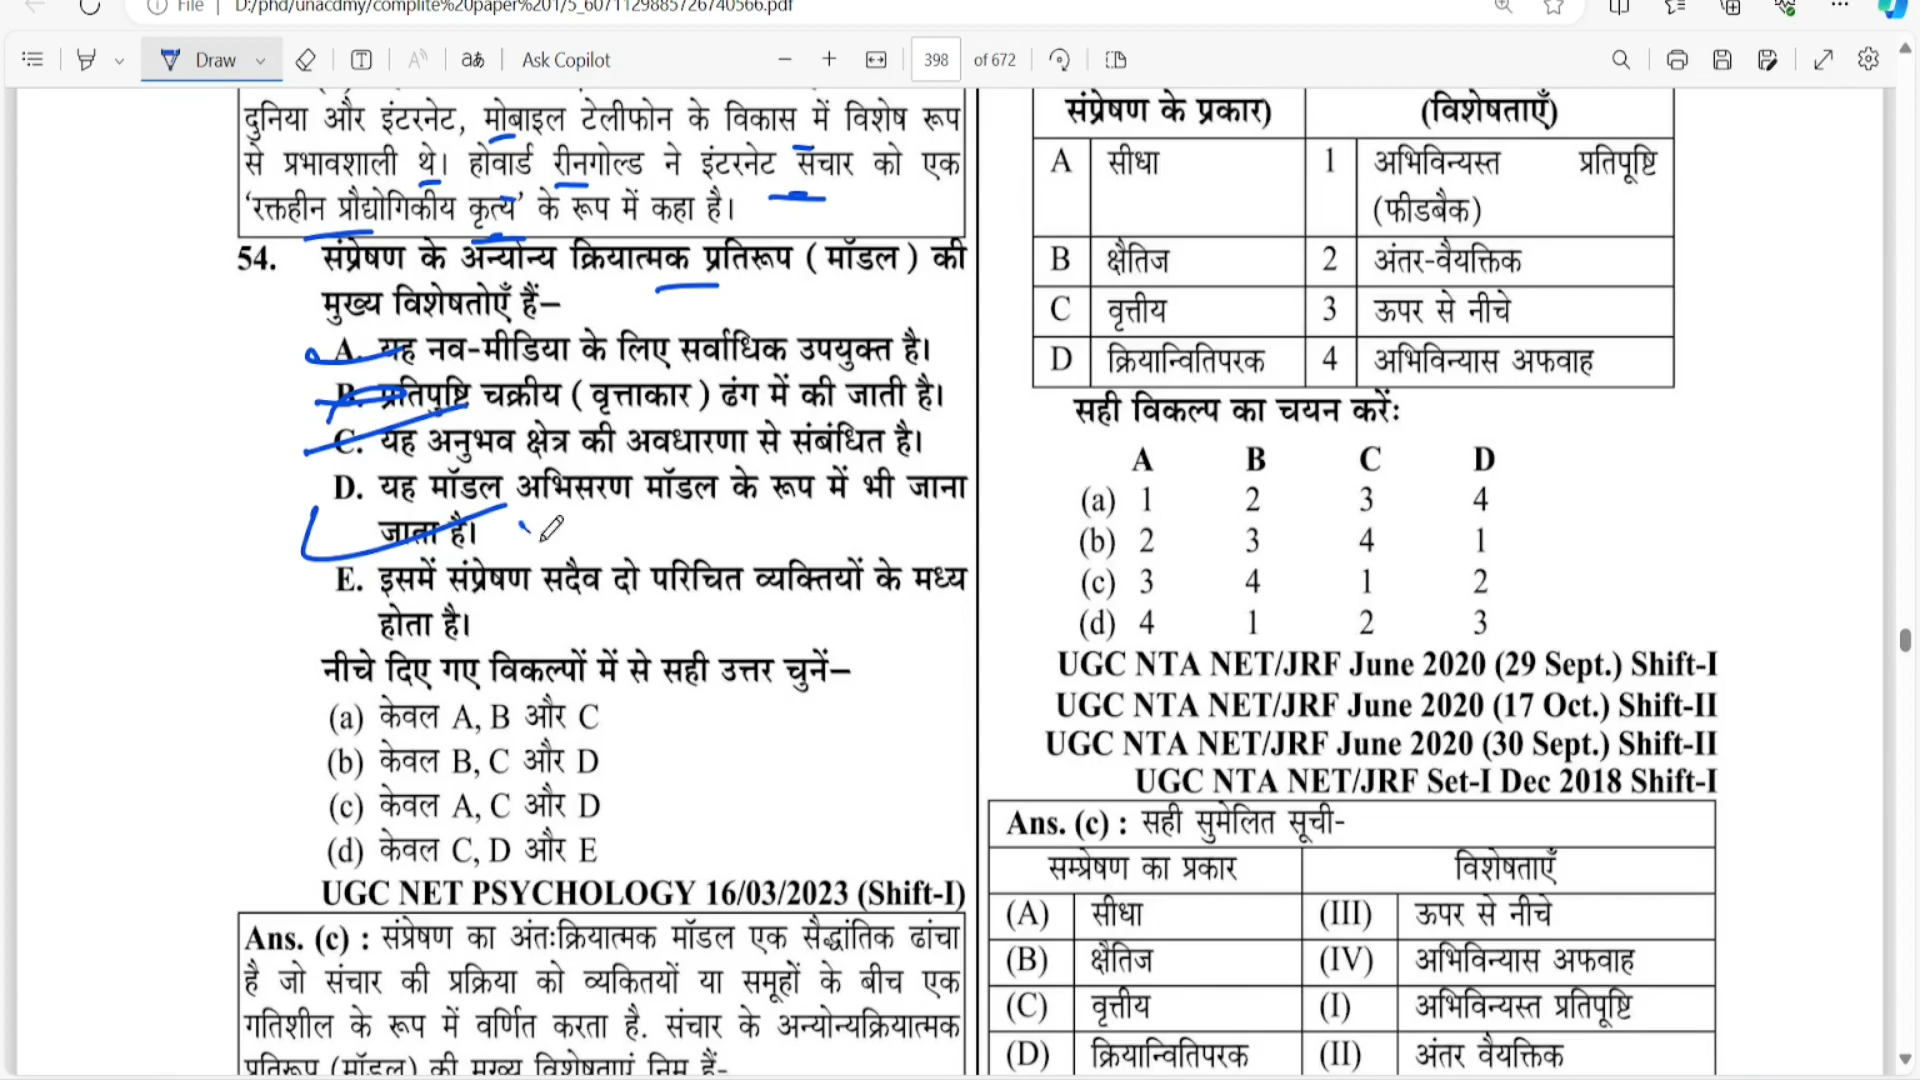 File
D:/phd/unacdmy/complite%20paper%201/5_6071129885726740566.pdf
Draw
Ask Copilot
398 of 672
दुनिया और इंटरनेट, मोबाइल टेलीफोन के विकास में विशेष रूप
से प्रभावशाली थे। होवार्ड रीनगोल्ड ने इंटरनेट संचार को एक
‘रक्तहीन प्रौद्योगिकीय कृत्य’ के रूप में कहा है।
54. संप्रेषण के अन्योन्य क्रियात्मक प्रतिरूप ( मॉडल ) की
मुख्य विशेषतोएँ हैं–
A. यह नव-मीडिया के लिए सर्वाधिक उपयुक्त है।
B. प्रतिपुष्टि चक्रीय ( वृत्ताकार ) ढंग में की जाती है।
C. यह अनुभव क्षेत्र की अवधारणा से संबंधित है।
D. यह मॉडल अभिसरण मॉडल के रूप में भी जाना
जाता है।
E. इसमें संप्रेषण सदैव दो परिचित व्यक्तियों के मध्य
होता है।
नीचे दिए गए विकल्पों में से सही उत्तर चुनें–
(a) केवल A, B और C
(b) केवल B, C और D
(c) केवल A, C और D
(d) केवल C, D और E
UGC NET PSYCHOLOGY 16/03/2023 (Shift-I)
Ans. (c) : संप्रेषण का अंतःक्रियात्मक मॉडल एक सैद्धांतिक ढांचा
है जो संचार की प्रक्रिया को व्यकितयों या समूहों के बीच एक
गतिशील के रूप में वर्णित करता है. संचार के अन्योन्यक्रियात्मक
प्रतिरूप (मॉडल) की मुख्य विशेषताएं निम्न हैं-
संप्रेषण के प्रकार) (विशेषताएँ)
A सीधा 1 अभिविन्यस्त प्रतिपूष्टि
(फीडबैक)
B क्षैतिज 2 अंतर-वैयक्तिक
C वृत्तीय 3 ऊपर से नीचे
D क्रियान्वितिपरक 4 अभिविन्यास अफवाह
सही विकल्प का चयन करें:
A B C D
(a) 1 2 3 4
(b) 2 3 4 1
(c) 3 4 1 2
(d) 4 1 2 3
UGC NTA NET/JRF June 2020 (29 Sept.) Shift-I
UGC NTA NET/JRF June 2020 (17 Oct.) Shift-II
UGC NTA NET/JRF June 2020 (30 Sept.) Shift-II
UGC NTA NET/JRF Set-I Dec 2018 Shift-I
Ans. (c) : सही सुमेलित सूची-
सम्प्रेषण का प्रकार विशेषताएँ
(A) सीधा (III) ऊपर से नीचे
(B) क्षैतिज (IV) अभिविन्यास अफवाह
(C) वृत्तीय (I) अभिविन्यस्त प्रतिपूष्टि
(D) क्रियान्वितिपरक (II) अंतर वैयक्तिक